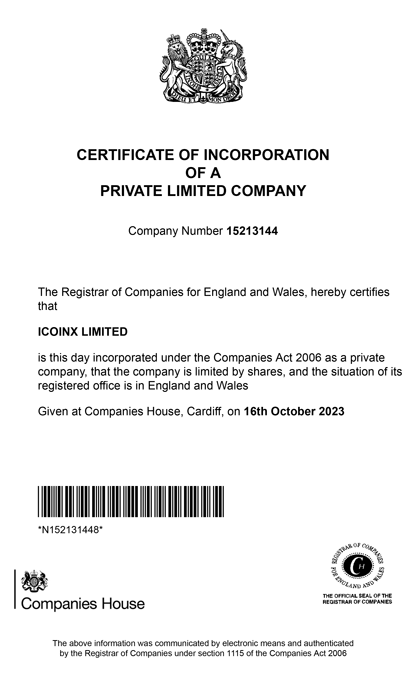 CERTIFICATE OF INCORPORATION
OF A
PRIVATE LIMITED COMPANY
Company Number 15213144
The Registrar of Companies for England and Wales, hereby certifies
that
ICOINX LIMITED
is this day incorporated under the Companies Act 2006 as a private
company, that the company is limited by shares, and the situation of its
registered office is in England and Wales
Given at Companies House, Cardiff, on 16th October 2023
*N152131448*
Companies House
REGISTRAR OF COMPANIES
FOR ENGLAND AND WALES
C H
THE OFFICIAL SEAL OF THE
REGISTRAR OF COMPANIES
The above information was communicated by electronic means and authenticated
by the Registrar of Companies under section 1115 of the Companies Act 2006